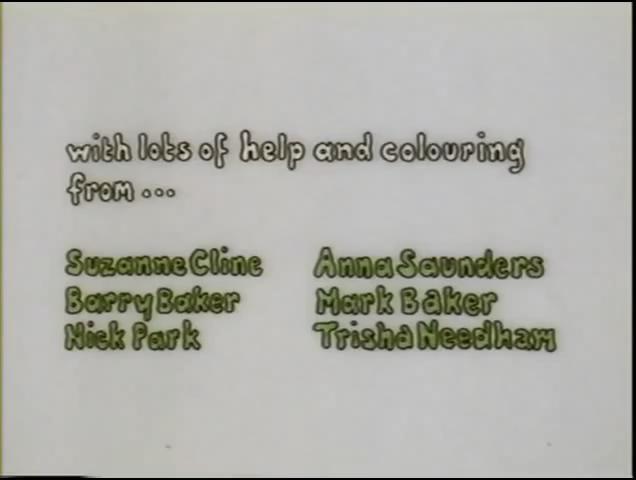 with lots of help and colouring
from...
Suzanne Cline Anna Saunders
Barry Baker Mark Baker
Nick Park Trisha Needham